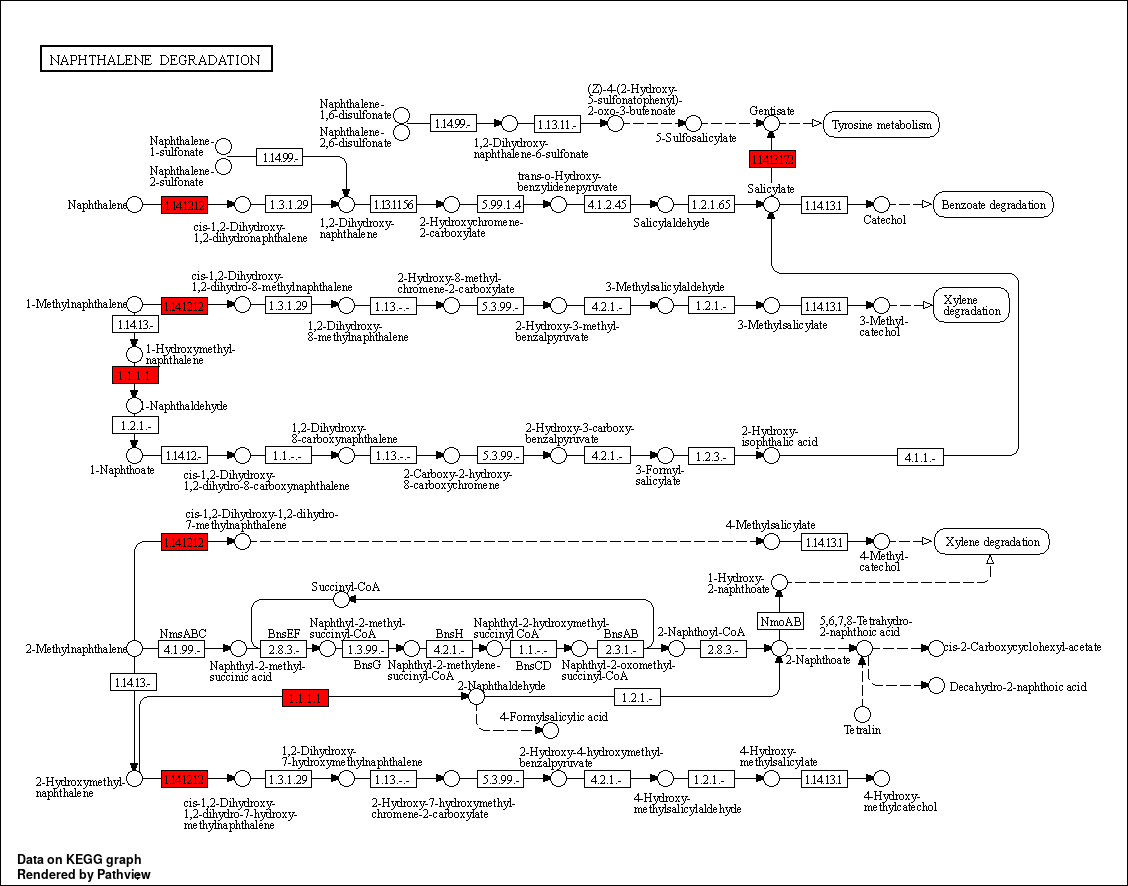 NAPHTHALENE DEGRADATION
Naphthalene-
1,6-disulfonate
Naphthalene-
2,6-disulfonate
1.14.99.-
1,2-Dihydroxy-
naphthalene-6-sulfonate
1.13.11.-
(Z)-4-(2-Hydroxy-
5-sulfonatophenyl)-
2-oxo-3-butenoate
5-Sulfosalicylate
Gentisate
Tyrosine metabolism
Naphthalene-
1-sulfonate
Naphthalene-
2-sulfonate
1.14.99.-
1.14.13.172
Naphthalene
1.14.12.12
cis-1,2-Dihydroxy-
1,2-dihydronaphthalene
1.3.1.29
1,2-Dihydroxy-
naphthalene
1.13.11.56
2-Hydroxychromene-
2-carboxylate
5.99.1.4
trans-o-Hydroxy-
benzylidenepyruvate
4.1.2.45
Salicylaldehyde
1.2.1.65
Salicylate
1.14.13.1
Catechol
Benzoate degradation
1-Methylnaphthalene
1.14.12.12
cis-1,2-Dihydroxy-
1,2-dihydro-8-methylnaphthalene
1.3.1.29
1,2-Dihydroxy-
8-methylnaphthalene
1.13.-.-
2-Hydroxy-8-methyl-
chromene-2-carboxylate
5.3.99.-
2-Hydroxy-3-methyl-
benzalpyruvate
4.2.1.-
3-Methylsalicylaldehyde
1.2.1.-
3-Methylsalicylate
1.14.13.1
3-Methyl-
catechol
Xylene
degradation
1.14.13.-
1-Hydroxymethyl-
naphthalene
1.1.1.1
1-Naphthaldehyde
1.2.1.-
1-Naphthoate
1.14.12.-
cis-1,2-Dihydroxy-
1,2-dihydro-8-carboxynaphthalene
1.1.-.-
1,2-Dihydroxy-
8-carboxynaphthalene
1.13.-.-
2-Carboxy-2-hydroxy-
8-carboxychromene
5.3.99.-
2-Hydroxy-3-carboxy-
benzalpyruvate
4.2.1.-
3-Formyl-
salicylate
1.2.3.-
2-Hydroxy-
isophthalic acid
4.1.1.-
cis-1,2-Dihydroxy-1,2-dihydro-
7-methylnaphthalene
1.14.12.12
4-Methylsalicylate
1.14.13.1
4-Methyl-
catechol
Xylene degradation
Succinyl-CoA
1-Hydroxy-
2-naphthoate
NmoAB
2-Methylnaphthalene
NmsABC
4.1.99.-
Naphthyl-2-methyl-
succinic acid
BnsEF
2.8.3.-
Naphthyl-2-methyl-
succinyl-CoA
1.3.99.-
BnsG
Naphthyl-2-methylene-
succinyl-CoA
BnsH
4.2.1.-
Naphthyl-2-hydroxymethyl-
succinyl CoA
1.1.-.-
BnsCD
Naphthyl-2-oxomethyl-
succinyl-CoA
BnsAB
2.3.1.-
2-Naphthoyl-CoA
2.8.3.-
2-Naphthoate
5,6,7,8-Tetrahydro-
2-naphthoic acid
cis-2-Carboxycyclohexyl-acetate
Decahydro-2-naphthoic acid
Tetralin
1.14.13.-
1.1.1.1
2-Naphthaldehyde
1.2.1.-
4-Formylsalicylic acid
2-Hydroxymethyl-
naphthalene
1.14.12.12
cis-1,2-Dihydroxy-
1,2-dihydro-7-hydroxy-
methylnaphthalene
1.3.1.29
1,2-Dihydroxy-
7-hydroxymethylnaphthalene
1.13.-.-
2-Hydroxy-7-hydroxymethyl-
chromene-2-carboxylate
5.3.99.-
2-Hydroxy-4-hydroxymethyl-
benzalpyruvate
4.2.1.-
4-Hydroxy-
methylsalicylaldehyde
1.2.1.-
4-Hydroxy-
methylsalicylate
1.14.13.1
4-Hydroxy-
methylcatechol
Data on KEGG graph
Rendered by Pathview